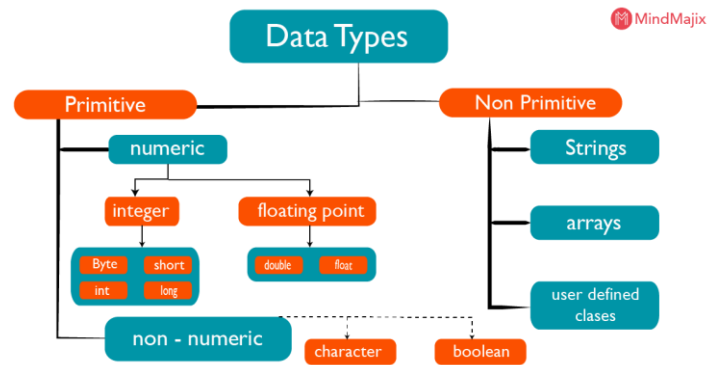 MindMajix
Data Types
Primitive
Non Primitive
numeric
Strings
integer
floating point
arrays
Byte
short
double
float
int
long
user defined
clases
non - numeric
character
boolean